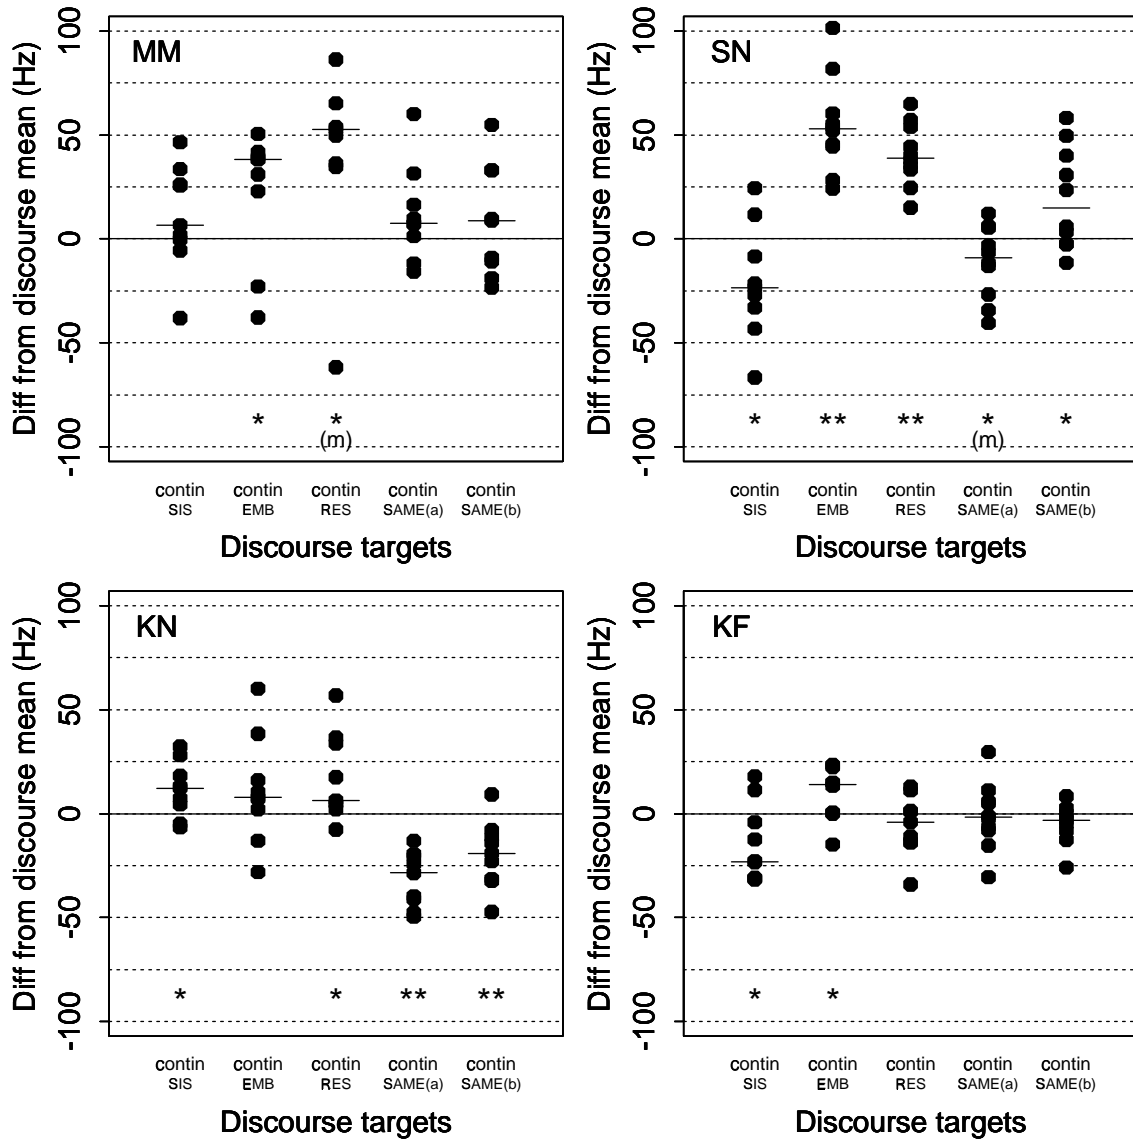 MM
Diff from discourse mean (Hz)
100
50
0
-50
-100
* *
(m)
contin contin contin contin contin
SIS EMB RES SAME(a) SAME(b)
Discourse targets
SN
Diff from discourse mean (Hz)
100
50
0
-50
-100
* ** ** * *
(m)
contin contin contin contin contin
SIS EMB RES SAME(a) SAME(b)
Discourse targets
KN
Diff from discourse mean (Hz)
100
50
0
-50
-100
* * ** **
contin contin contin contin contin
SIS EMB RES SAME(a) SAME(b)
Discourse targets
KF
Diff from discourse mean (Hz)
100
50
0
-50
-100
* *
contin contin contin contin contin
SIS EMB RES SAME(a) SAME(b)
Discourse targets